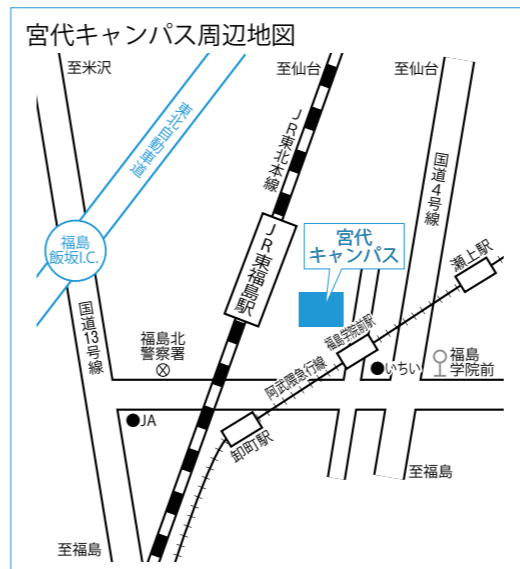 宮代キャンパス周辺地図
至米沢
至仙台
至仙台
東北自動車道
JR東北本線
国道4号線
福島
飯坂I.C.
JR東福島駅
宮代
キャンパス
瀬上駅
国道13号線
福島北
警察署
福島学院前駅
阿武隈急行線
いちい
福島
学院前
JA
卸町駅
至福島
至福島